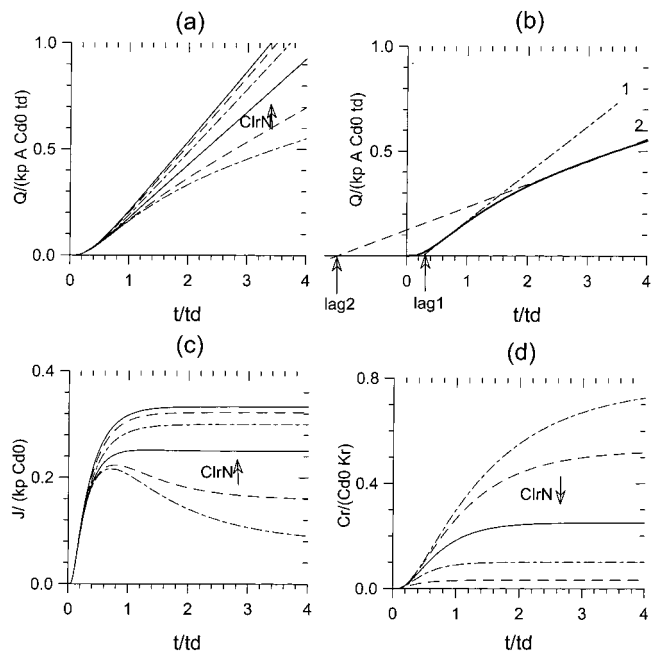 (a)
1.0
0.5
0.0
Q/(kp A Cd0 td)
ClrN
0 1 2 3 4
t/td
(b)
1.0
0.5
0.0
Q/(kp A Cd0 td)
1
2
0 1 2 3 4
lag2
lag1
t/td
(c)
0.4
0.2
0.0
J/ (kp Cd0)
ClrN
0 1 2 3 4
t/td
(d)
0.8
0.4
0.0
Cr/(Cd0 Kr)
ClrN
0 1 2 3 4
t/td